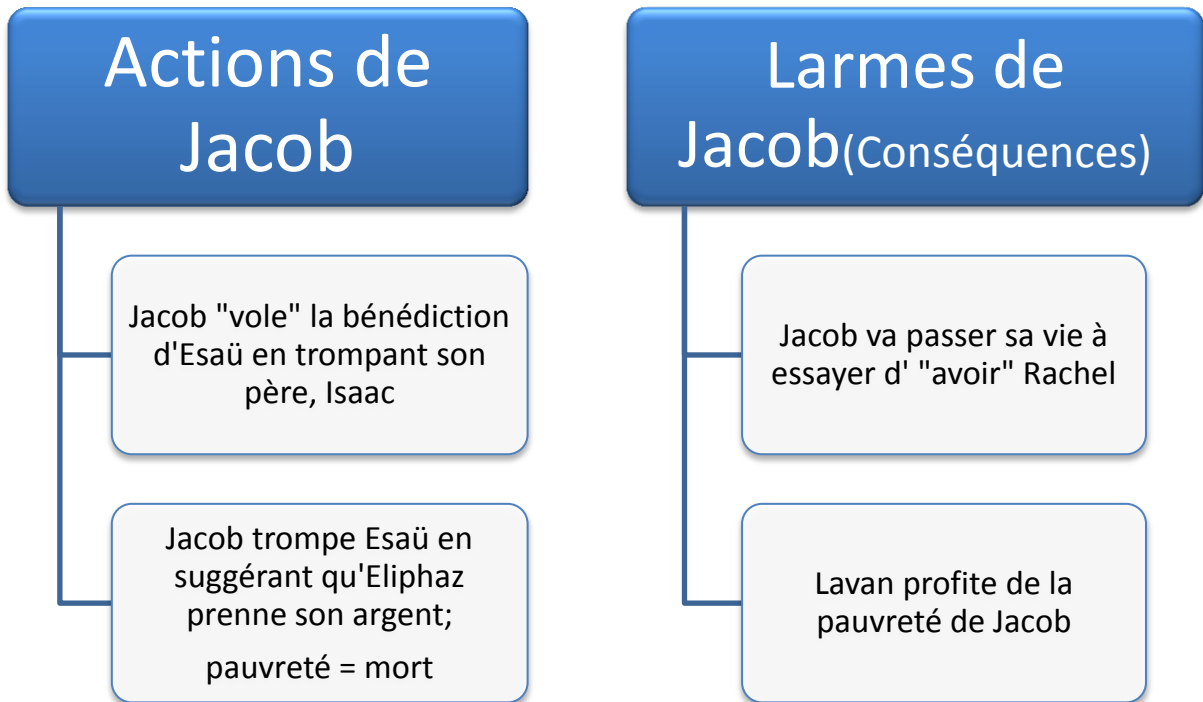 Actions de
Jacob
Jacob "vole" la bénédiction
d'Esaü en trompant son
père, Isaac
Jacob trompe Esaü en
suggérant qu'Eliphaz
prenne son argent;
pauvreté = mort
Larmes de
Jacob(Conséquences)
Jacob va passer sa vie à
essayer d' "avoir" Rachel
Lavan profite de la
pauvreté de Jacob